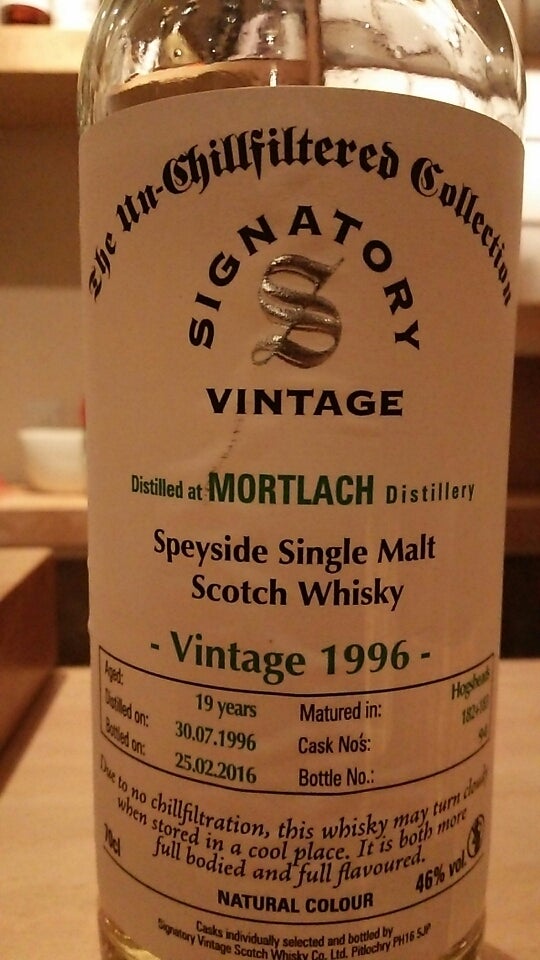 The Un-Chillfiltered Collection
SIGNATORY
S
VINTAGE
Distilled at MORTLACH Distillery
Speyside Single Malt
Scotch Whisky
- Vintage 1996 -
Aged: 19 years Matured in: Hogsheads
Distilled on: 30.07.1996 Cask No's:
Bottled on: 25.02.2016 Bottle No.:
Due to no chillfiltration, this whisky may turn cloudy
when stored in a cool place. It is both more
full bodied and full flavoured.
70cl 46% vol. S
NATURAL COLOUR
Casks individually selected and bottled by
Signatory Vintage Scotch Whisky Co. Ltd. Pitlochry PH16 5JP